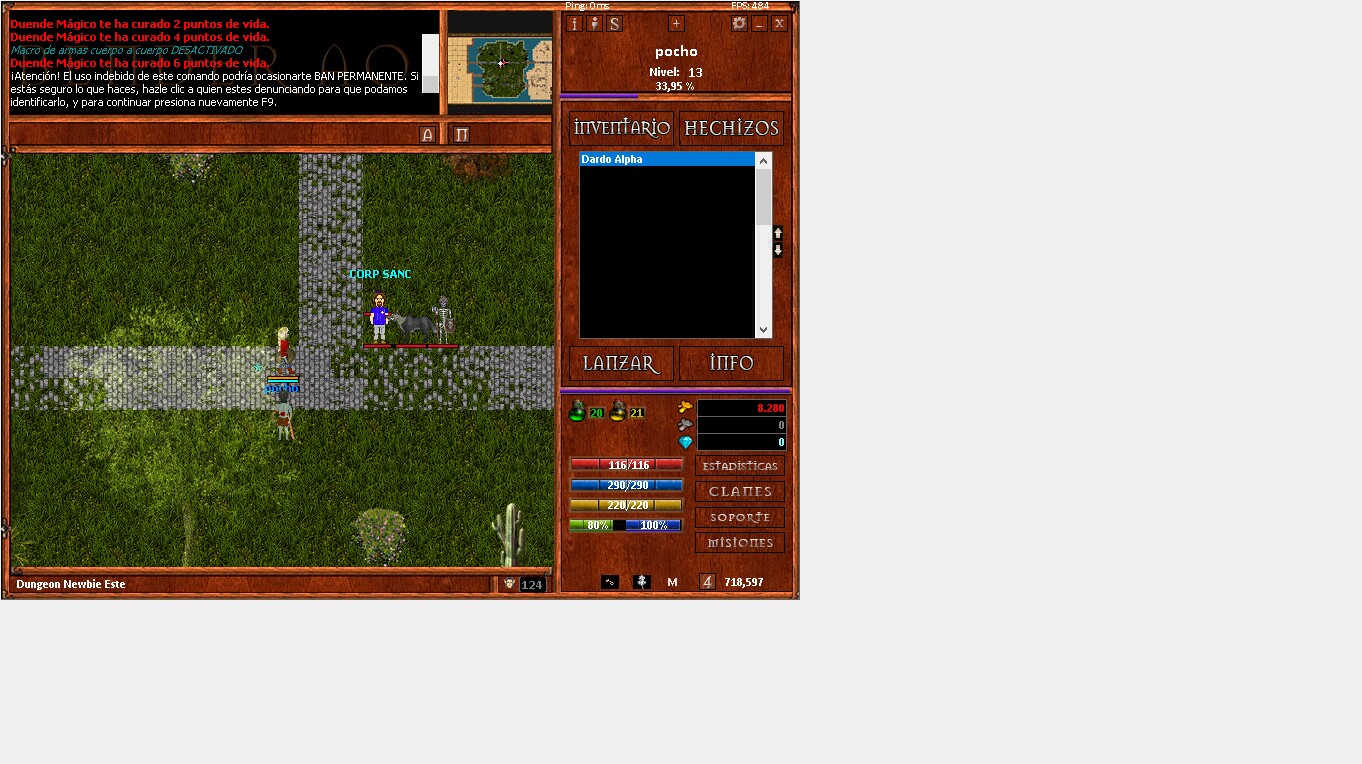 Ping: 0ms
FPS: 484
Duende Mágico te ha curado 2 puntos de vida.
Duende Mágico te ha curado 4 puntos de vida.
Macro de armas cuerpo a cuerpo DESACTIVADO
Duende Mágico te ha curado 6 puntos de vida.
¡Atención! El uso indebido de este comando podría ocasionarte BAN PERMANENTE. Si
estás seguro lo que haces, hazle clic a quien estes denunciando para que podamos
identificarlo, y para continuar presiona nuevamente F9.
S
+
_
X
pocho
Nivel: 13
33,95 %
INVENTARIO
HECHIZOS
Dardo Alpha
CORP SANC
pocho
LANZAR
INFO
20
21
8.280
0
0
116/116
290/290
220/220
80%
100%
ESTADISTICAS
CLANES
SOPORTE
MISIONES
Dungeon Newbie Este
124
M
4
718,597